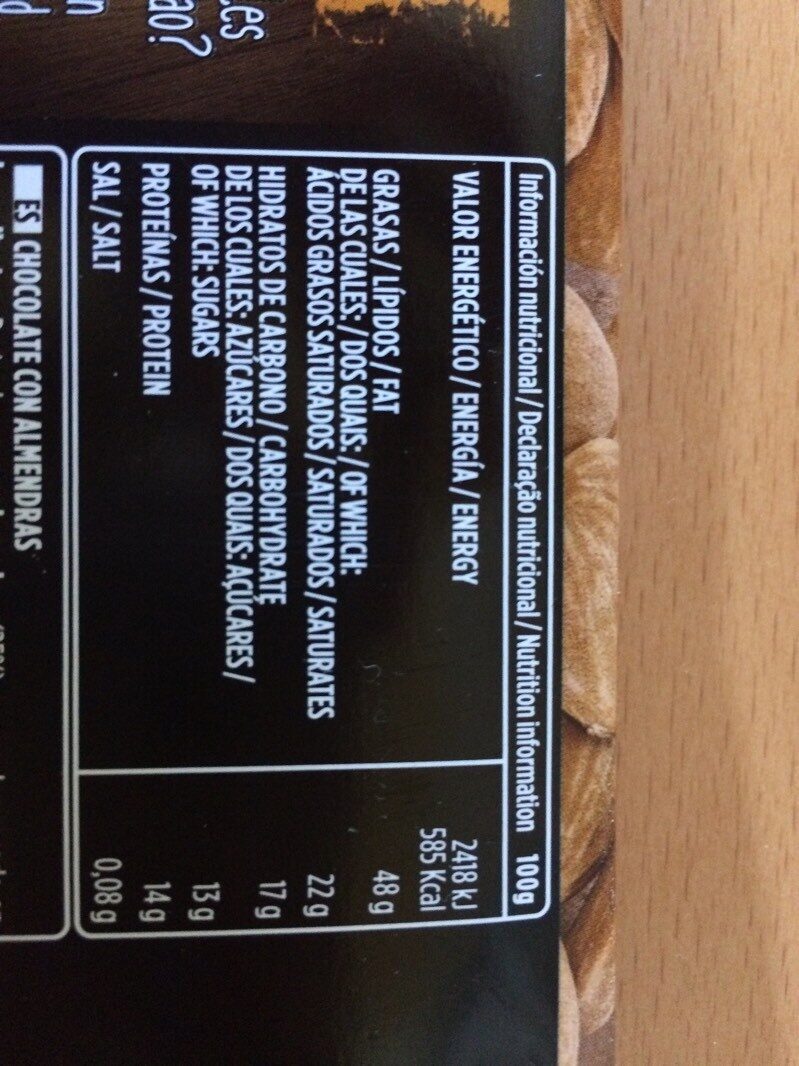 es
ao?
Información nutricional / Declaração nutricional / Nutrition information 100g
VALOR ENERGÉTICO / ENERGÍA / ENERGY 2418 kJ
585 Kcal
GRASAS / LÍPIDOS / FAT 48 g
DE LAS CUALES: / DOS QUAIS: / OF WHICH:
ÁCIDOS GRASOS SATURADOS / SATURADOS / SATURATES 22 g
HIDRATOS DE CARBONO / CARBOHYDRATE 17 g
DE LOS CUALES: AZÚCARES / DOS QUAIS: AÇÚCARES /
OF WHICH: SUGARS 13 g
PROTEÍNAS / PROTEIN 14 g
SAL / SALT 0,08 g
ES CHOCOLATE CON ALMENDRAS